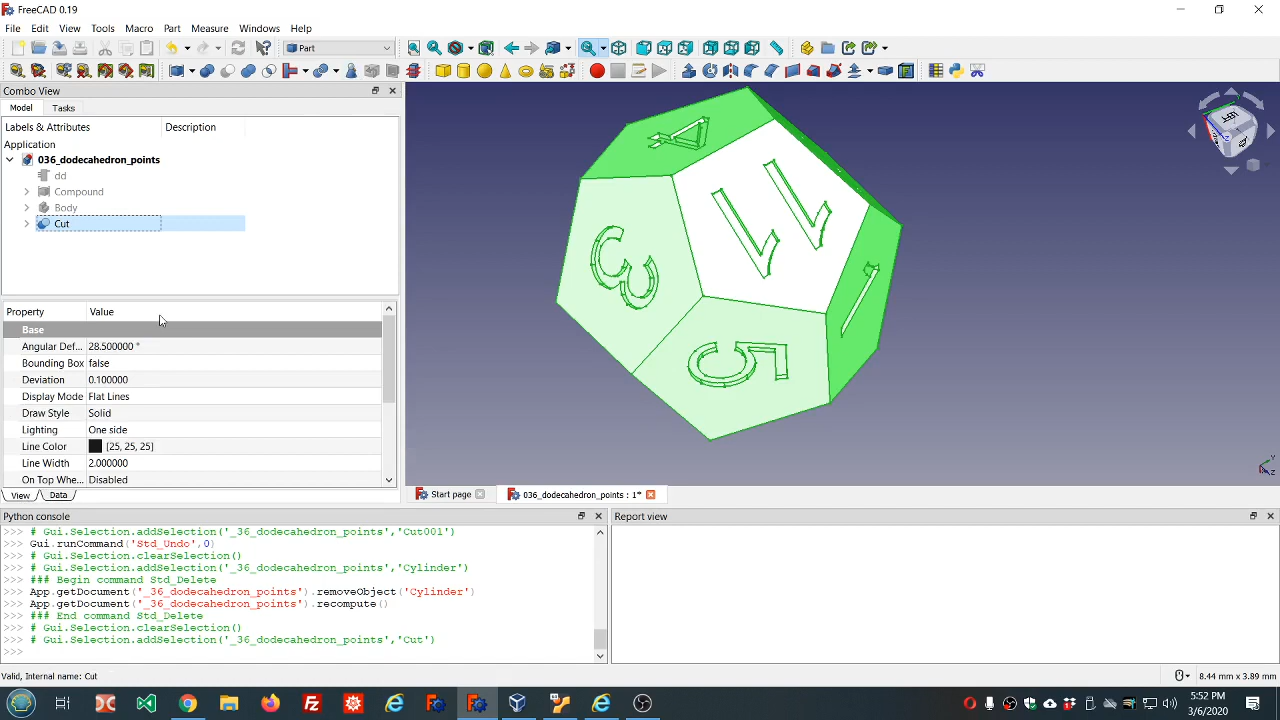 FreeCAD 0.19
File Edit View Tools Macro Part Measure Windows Help
Part
Combo View
Model Tasks
Labels & Attributes Description
Application
036_dodecahedron_points
dd
Compound
Body
Cut
Property Value
Base
Angular Def... 28.500000 °
Bounding Box false
Deviation 0.100000
Display Mode Flat Lines
Draw Style Solid
Lighting One side
Line Color [25, 25, 25]
Line Width 2.000000
On Top Whe... Disabled
View Data
4
11
3
1
5
Start page 036_dodecahedron_points : 1*
Python console
>>> # Gui.Selection.addSelection('_36_dodecahedron_points','Cut001')
>>> Gui.runCommand('Std_Undo',0)
>>> # Gui.Selection.clearSelection()
>>> # Gui.Selection.addSelection('_36_dodecahedron_points','Cylinder')
>>> ### Begin command Std_Delete
>>> App.getDocument('_36_dodecahedron_points').removeObject('Cylinder')
>>> App.getDocument('_36_dodecahedron_points').recompute()
>>> ### End command Std_Delete
>>> # Gui.Selection.clearSelection()
>>> # Gui.Selection.addSelection('_36_dodecahedron_points','Cut')
>>>
Report view
Valid, Internal name: Cut
8.44 mm x 3.89 mm
5:52 PM
3/6/2020